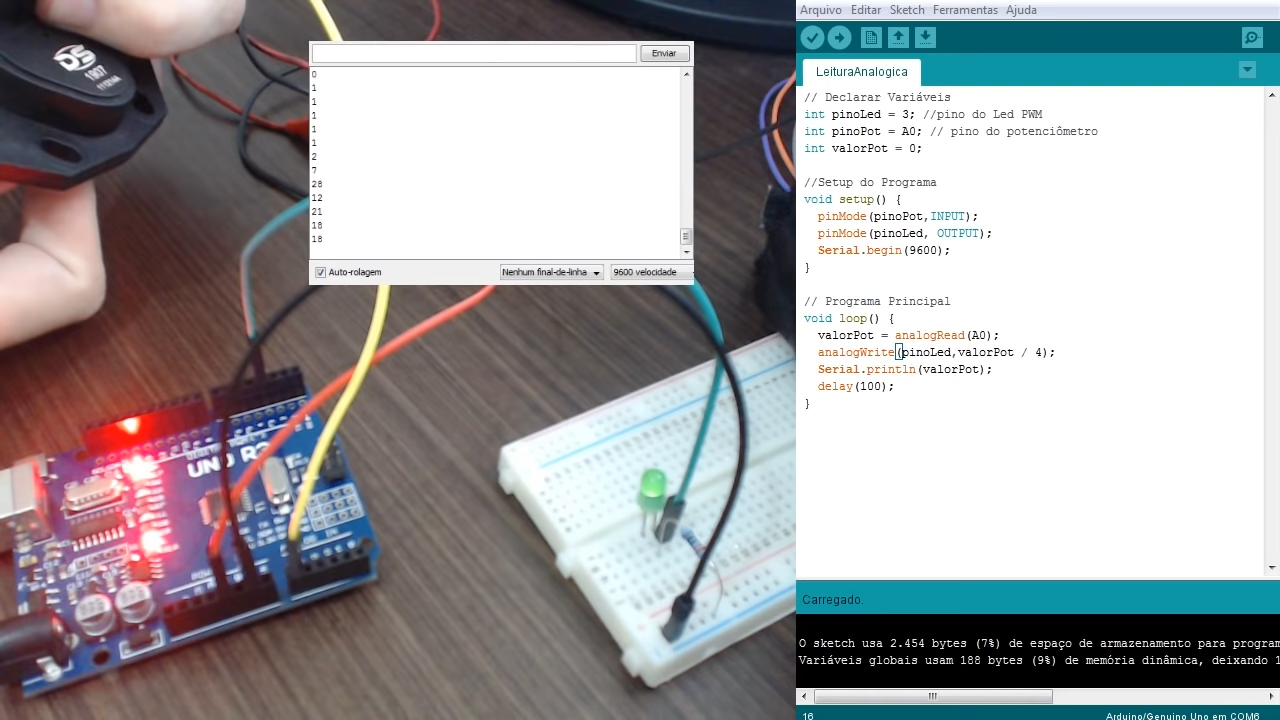 Arquivo Editar Sketch Ferramentas Ajuda
LeituraAnalogica
// Declarar Variáveis
int pinoLed = 3; //pino do Led PWM
int pinoPot = A0; // pino do potenciômetro
int valorPot = 0;
//Setup do Programa
void setup() {
pinMode(pinoPot,INPUT);
pinMode(pinoLed, OUTPUT);
Serial.begin(9600);
}
// Programa Principal
void loop() {
valorPot = analogRead(A0);
analogWrite(pinoLed,valorPot / 4);
Serial.println(valorPot);
delay(100);
}
Carregado.
O sketch usa 2.454 bytes (7%) de espaço de armazenamento para program
Variáveis globais usam 188 bytes (9%) de memória dinâmica, deixando 1
16
Arduino/Genuino Uno em COM6
Enviar
0
1
1
1
1
1
2
7
28
12
21
18
18
Auto-rolagem
Nenhum final-de-linha
9600 velocidade
DS
1907
UNO